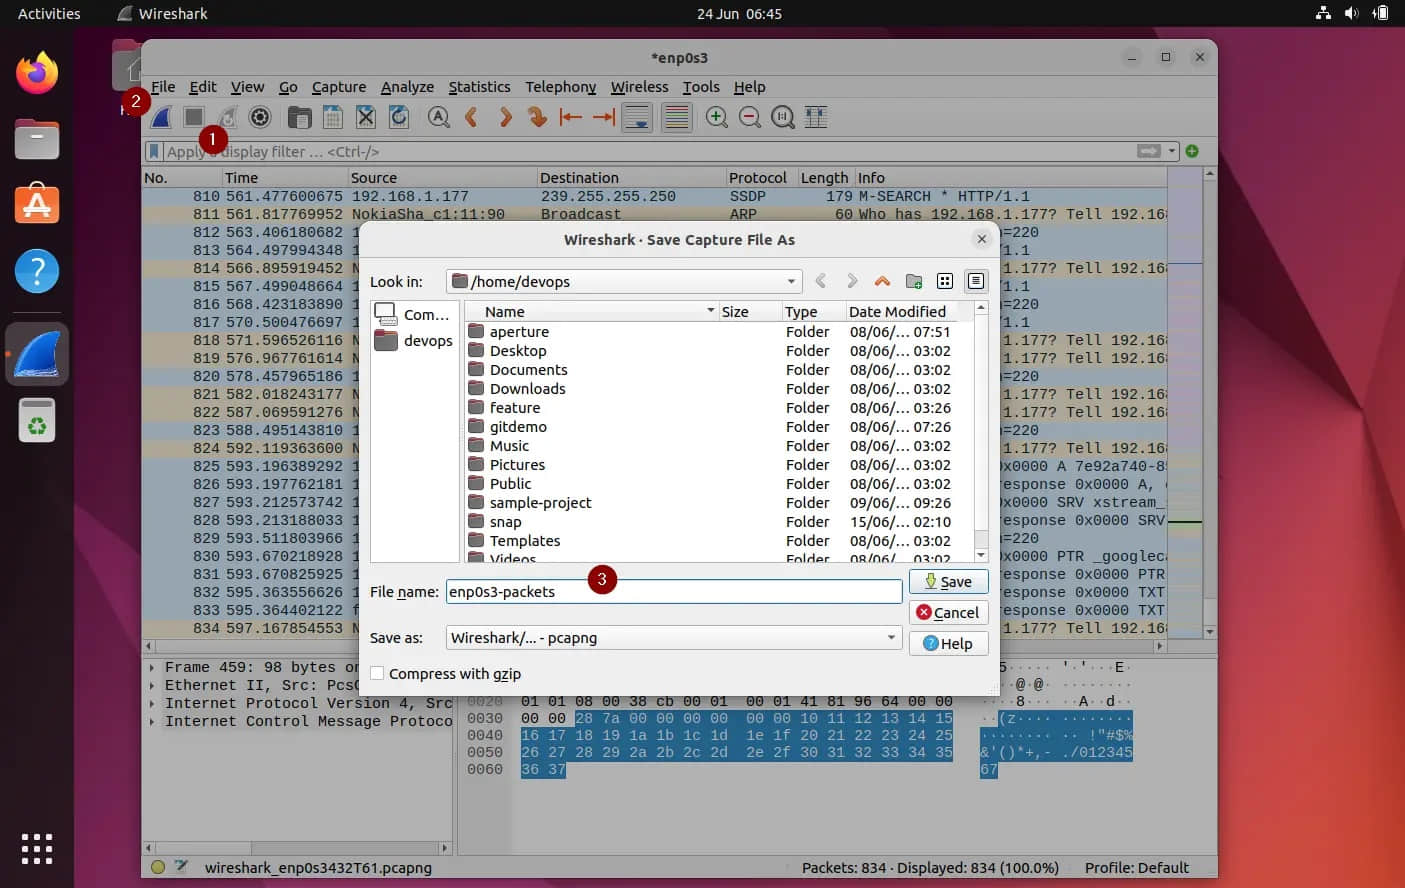 Activities Wireshark 24 Jun 06:45
*enp0s3
File Edit View Go Capture Analyze Statistics Telephony Wireless Tools Help
2
1
Apply a display filter … <Ctrl-/>
No. Time Source Destination Protocol Length Info
810 561.477600675 192.168.1.177 239.255.255.250 SSDP 179 M-SEARCH * HTTP/1.1
811 561.817769952 NokiaSha_c1:11:90 Broadcast ARP 60 Who has 192.168.1.177? Tell 192.168
812 563.406180682 1 =220
813 564.497994348 1 /1.1
814 566.895919452 N 1.177? Tell 192.168
815 567.499048664 1 /1.1
816 568.423183890 1 =220
817 570.500476697 1 /1.1
818 571.596526116 N 1.177? Tell 192.168
819 576.967761614 N 1.177? Tell 192.168
820 578.457965186 1 =220
821 582.018243177 N 1.177? Tell 192.168
822 587.069591276 N 1.177? Tell 192.168
823 588.495143810 1 =220
824 592.119363600 N 1.177? Tell 192.168
825 593.196389292 1 0x0000 A 7e92a740-85
826 593.197762181 1 response 0x0000 A,
827 593.212573742 1 0x0000 SRV xstream_
828 593.213188033 1 response 0x0000 SRV
829 593.511803966 1 =220
830 593.670218928 1 0x0000 PTR _googleca
831 593.670825925 1 response 0x0000 PTR
832 595.363556626 1 response 0x0000 TXT
833 595.364402122 f response 0x0000 TXT
834 597.167854553 N 1.177? Tell 192.168
Wireshark · Save Capture File As
Look in: /home/devops
Com...
devops
Name Size Type Date Modified
aperture Folder 08/06/... 07:51
Desktop Folder 08/06/... 03:02
Documents Folder 08/06/... 03:02
Downloads Folder 08/06/... 03:02
feature Folder 08/06/... 03:26
gitdemo Folder 08/06/... 07:26
Music Folder 08/06/... 03:02
Pictures Folder 08/06/... 03:02
Public Folder 08/06/... 03:02
sample-project Folder 09/06/... 09:26
snap Folder 15/06/... 02:10
Templates Folder 08/06/... 03:02
Videos Folder 08/06/... 03:02
3
File name: enp0s3-packets Save
Cancel
Save as: Wireshark/... - pcapng Help
Compress with gzip
Frame 459: 98 bytes on
Ethernet II, Src: PcsC
Internet Protocol Version 4, Src
Internet Control Message Protoco
5····· '·'···E·
··@·@· ········
0020 01 01 08 00 38 cb 00 01 00 01 41 81 96 64 00 00 ····8··· ··A··d··
0030 00 00 28 7a 00 00 00 00 00 00 10 11 12 13 14 15 ··(z···· ········
0040 16 17 18 19 1a 1b 1c 1d 1e 1f 20 21 22 23 24 25 ········ ·· !"#$%
0050 26 27 28 29 2a 2b 2c 2d 2e 2f 30 31 32 33 34 35 &'()*+,- ./012345
0060 36 37 67
wireshark_enp0s3432T61.pcapng Packets: 834 · Displayed: 834 (100.0%) Profile: Default